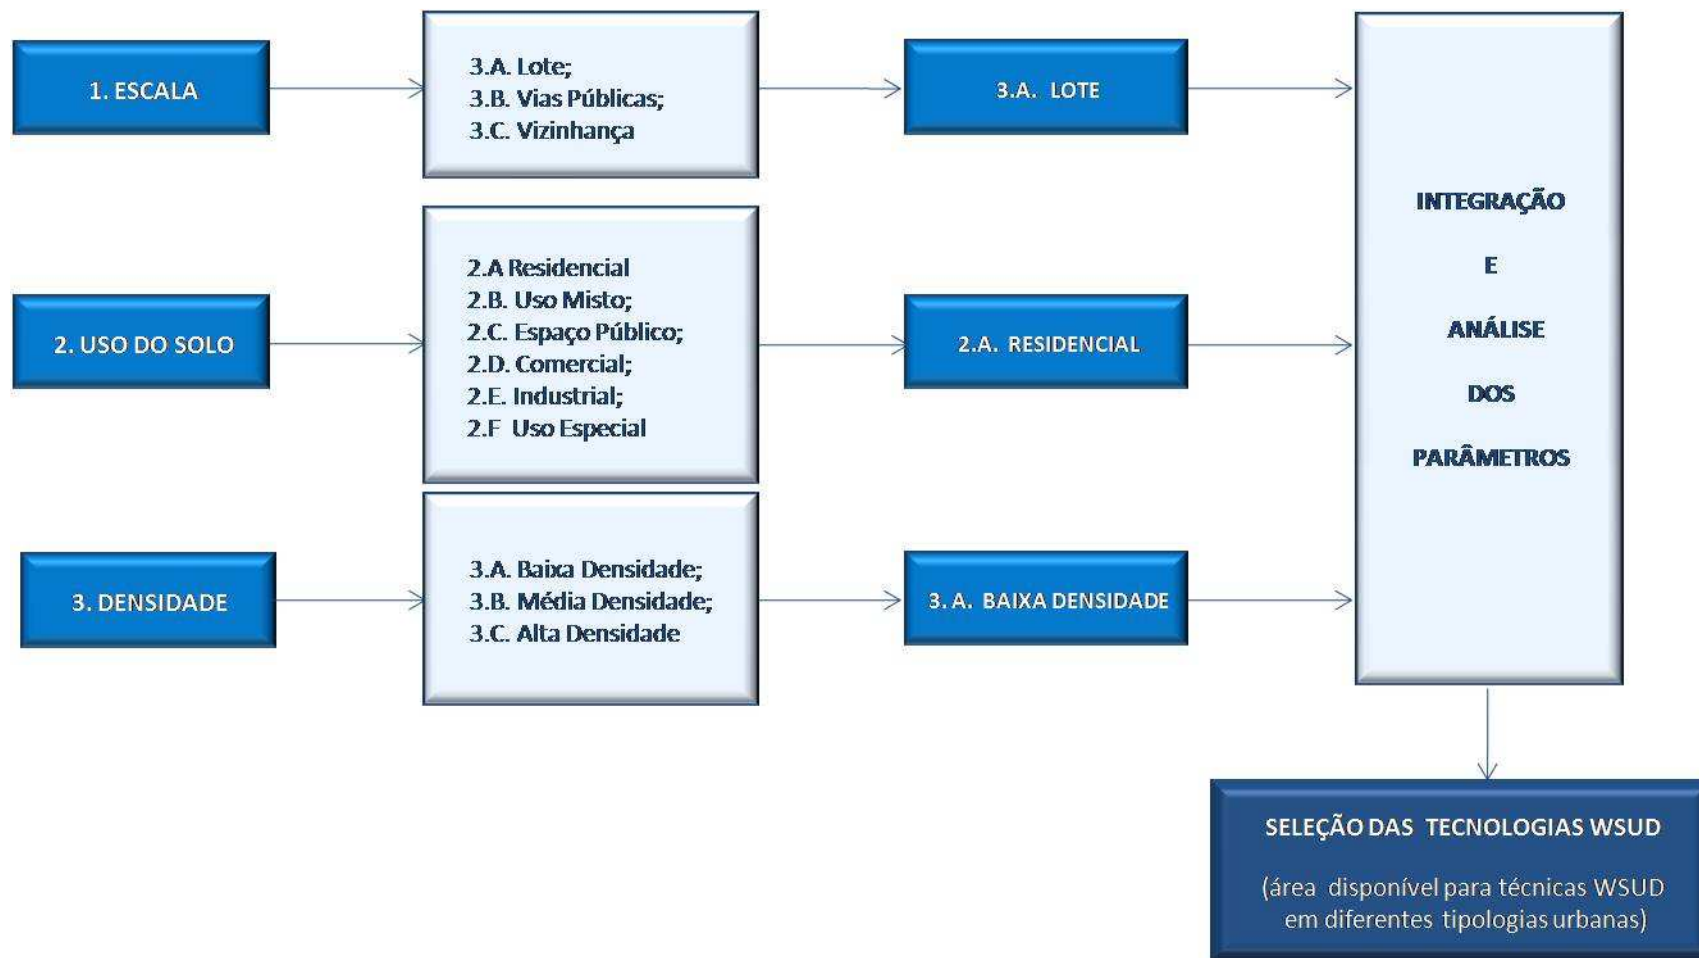 1. ESCALA
3.A. Lote;
3.B. Vias Públicas;
3.C. Vizinhança
3.A. LOTE
2. USO DO SOLO
2.A Residencial
2.B. Uso Misto;
2.C. Espaço Público;
2.D. Comercial;
2.E. Industrial;
2.F Uso Especial
2.A. RESIDENCIAL
3. DENSIDADE
3.A. Baixa Densidade;
3.B. Média Densidade;
3.C. Alta Densidade
3. A. BAIXA DENSIDADE
INTEGRAÇÃO
E
ANÁLISE
DOS
PARÂMETROS
SELEÇÃO DAS TECNOLOGIAS WSUD
(área disponível para técnicas WSUD
em diferentes tipologias urbanas)